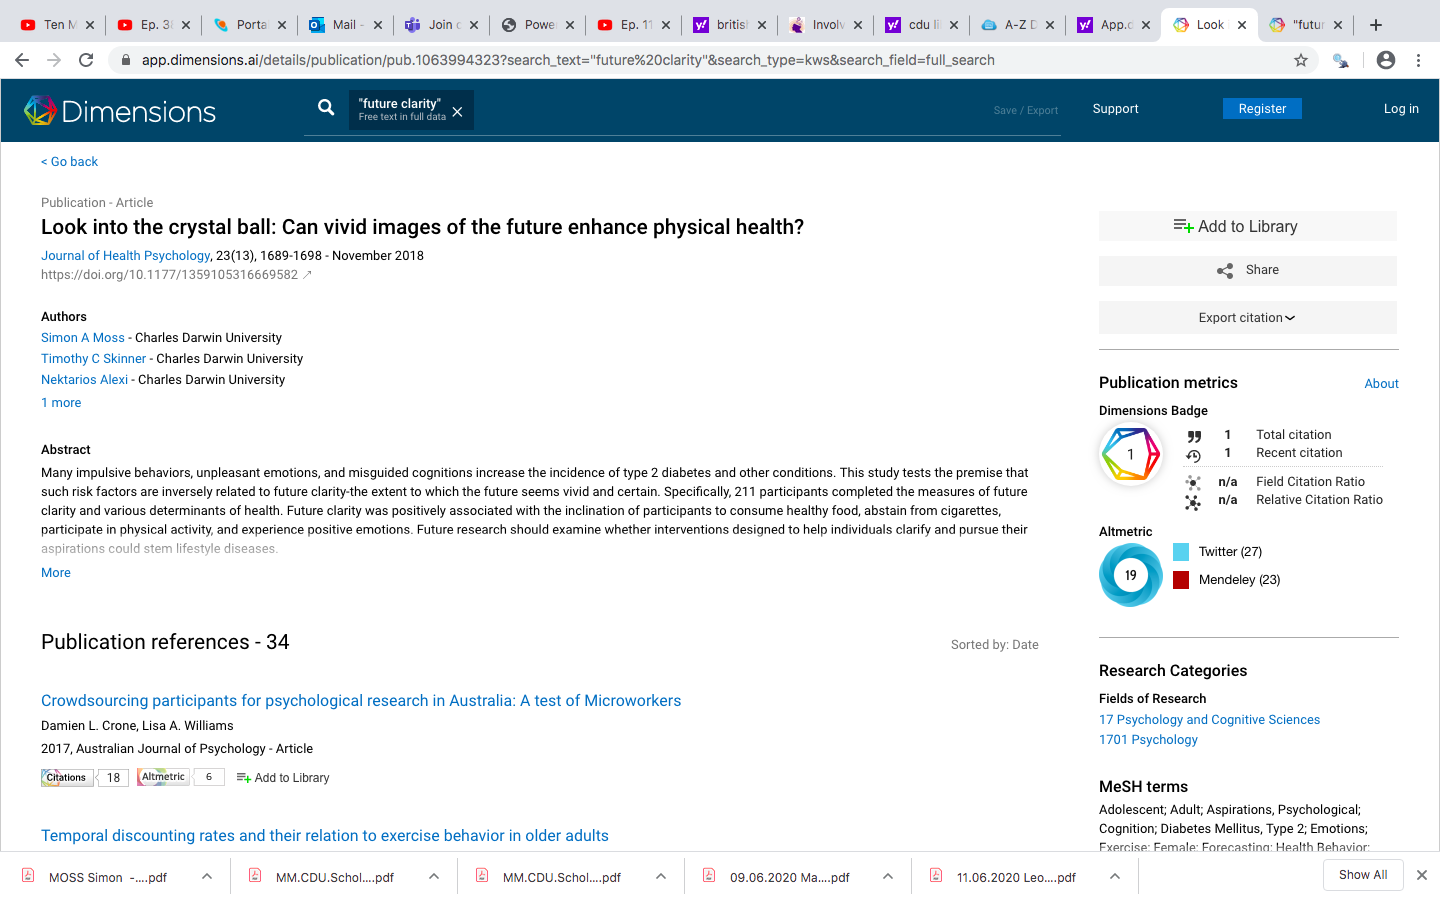 Ten M
Ep. 38
Porta
Mail -
Join c
Powe
Ep. 11
british
Involv
cdu li
A-Z D
App.d
Look
"futur
app.dimensions.ai/details/publication/pub.1063994323?search_text="future%20clarity"&search_type=kws&search_field=full_search
Dimensions
"future clarity"
Free text in full data
Save / Export
Support
Register
Log in
< Go back
Publication - Article
Look into the crystal ball: Can vivid images of the future enhance physical health?
Journal of Health Psychology, 23(13), 1689-1698 - November 2018
https://doi.org/10.1177/1359105316669582 ↗
Authors
Simon A Moss - Charles Darwin University
Timothy C Skinner - Charles Darwin University
Nektarios Alexi - Charles Darwin University
1 more
Abstract
Many impulsive behaviors, unpleasant emotions, and misguided cognitions increase the incidence of type 2 diabetes and other conditions. This study tests the premise that
such risk factors are inversely related to future clarity-the extent to which the future seems vivid and certain. Specifically, 211 participants completed the measures of future
clarity and various determinants of health. Future clarity was positively associated with the inclination of participants to consume healthy food, abstain from cigarettes,
participate in physical activity, and experience positive emotions. Future research should examine whether interventions designed to help individuals clarify and pursue their
aspirations could stem lifestyle diseases.
More
Publication references - 34
Sorted by: Date
Crowdsourcing participants for psychological research in Australia: A test of Microworkers
Damien L. Crone, Lisa A. Williams
2017, Australian Journal of Psychology - Article
Citations 18 Altmetric 6 Add to Library
Temporal discounting rates and their relation to exercise behavior in older adults
Add to Library
Share
Export citation
Publication metrics
About
Dimensions Badge
1
1 Total citation
1 Recent citation
n/a Field Citation Ratio
n/a Relative Citation Ratio
Altmetric
19
Twitter (27)
Mendeley (23)
Research Categories
Fields of Research
17 Psychology and Cognitive Sciences
1701 Psychology
MeSH terms
Adolescent; Adult; Aspirations, Psychological;
Cognition; Diabetes Mellitus, Type 2; Emotions;
Exercise; Female; Forecasting; Health Behavior;
MOSS Simon -....pdf
MM.CDU.Schol....pdf
MM.CDU.Schol....pdf
09.06.2020 Ma....pdf
11.06.2020 Leo....pdf
Show All